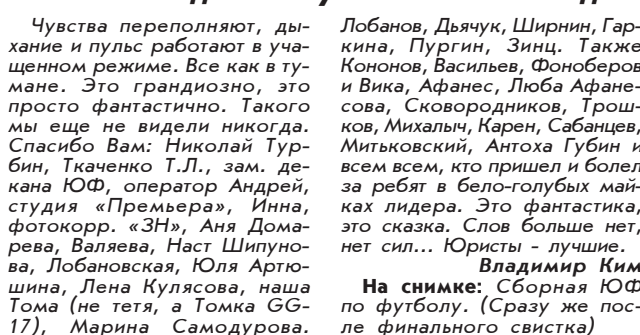 Чувства переполняют, ды-
хание и пульс работают в уча-
щенном режиме. Все как в ту-
мане. Это грандиозно, это
просто фантастично. Такого
мы еще не видели никогда.
Спасибо Вам: Николай Тур-
бин, Ткаченко Т.Л., зам. де-
кана ЮФ, оператор Андрей,
студия «Премьера», Инна,
фотокорр. «ЗН», Аня Дома-
рева, Валяева, Наст Шипуно-
ва, Лобановская, Юля Артю-
шина, Лена Кулясова, наша
Тома (не тетя, а Томка GG-
17), Марина Самодурова.
Лобанов, Дьячук, Ширнин, Гар-
кина, Пургин, Зинц. Также
Кононов, Васильев, Фоноберов
и Вика, Афанес, Люба Афане-
сова, Сковородников, Трош-
ков, Михалыч, Карен, Сабанцев,
Митьковский, Антоха Губин и
всем всем, кто пришел и болел
за ребят в бело-голубых май-
ках лидера. Это фантастика,
это сказка. Слов больше нет,
нет сил... Юристы - лучшие.
Владимир Ким
На снимке: Сборная ЮФ
по футболу. (Сразу же пос-
ле финального свистка)